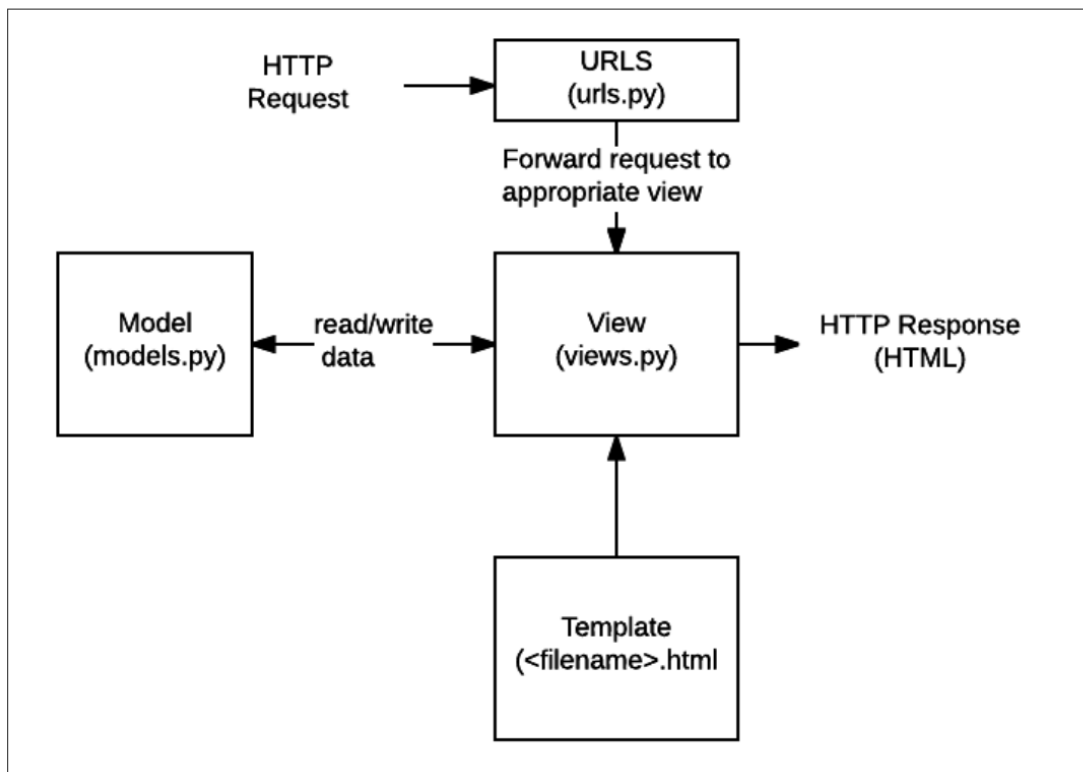 HTTP
Request
URLS
(urls.py)
Forward request to
appropriate view
Model
(models.py)
read/write
data
View
(views.py)
HTTP Response
(HTML)
Template
(<filename>.html